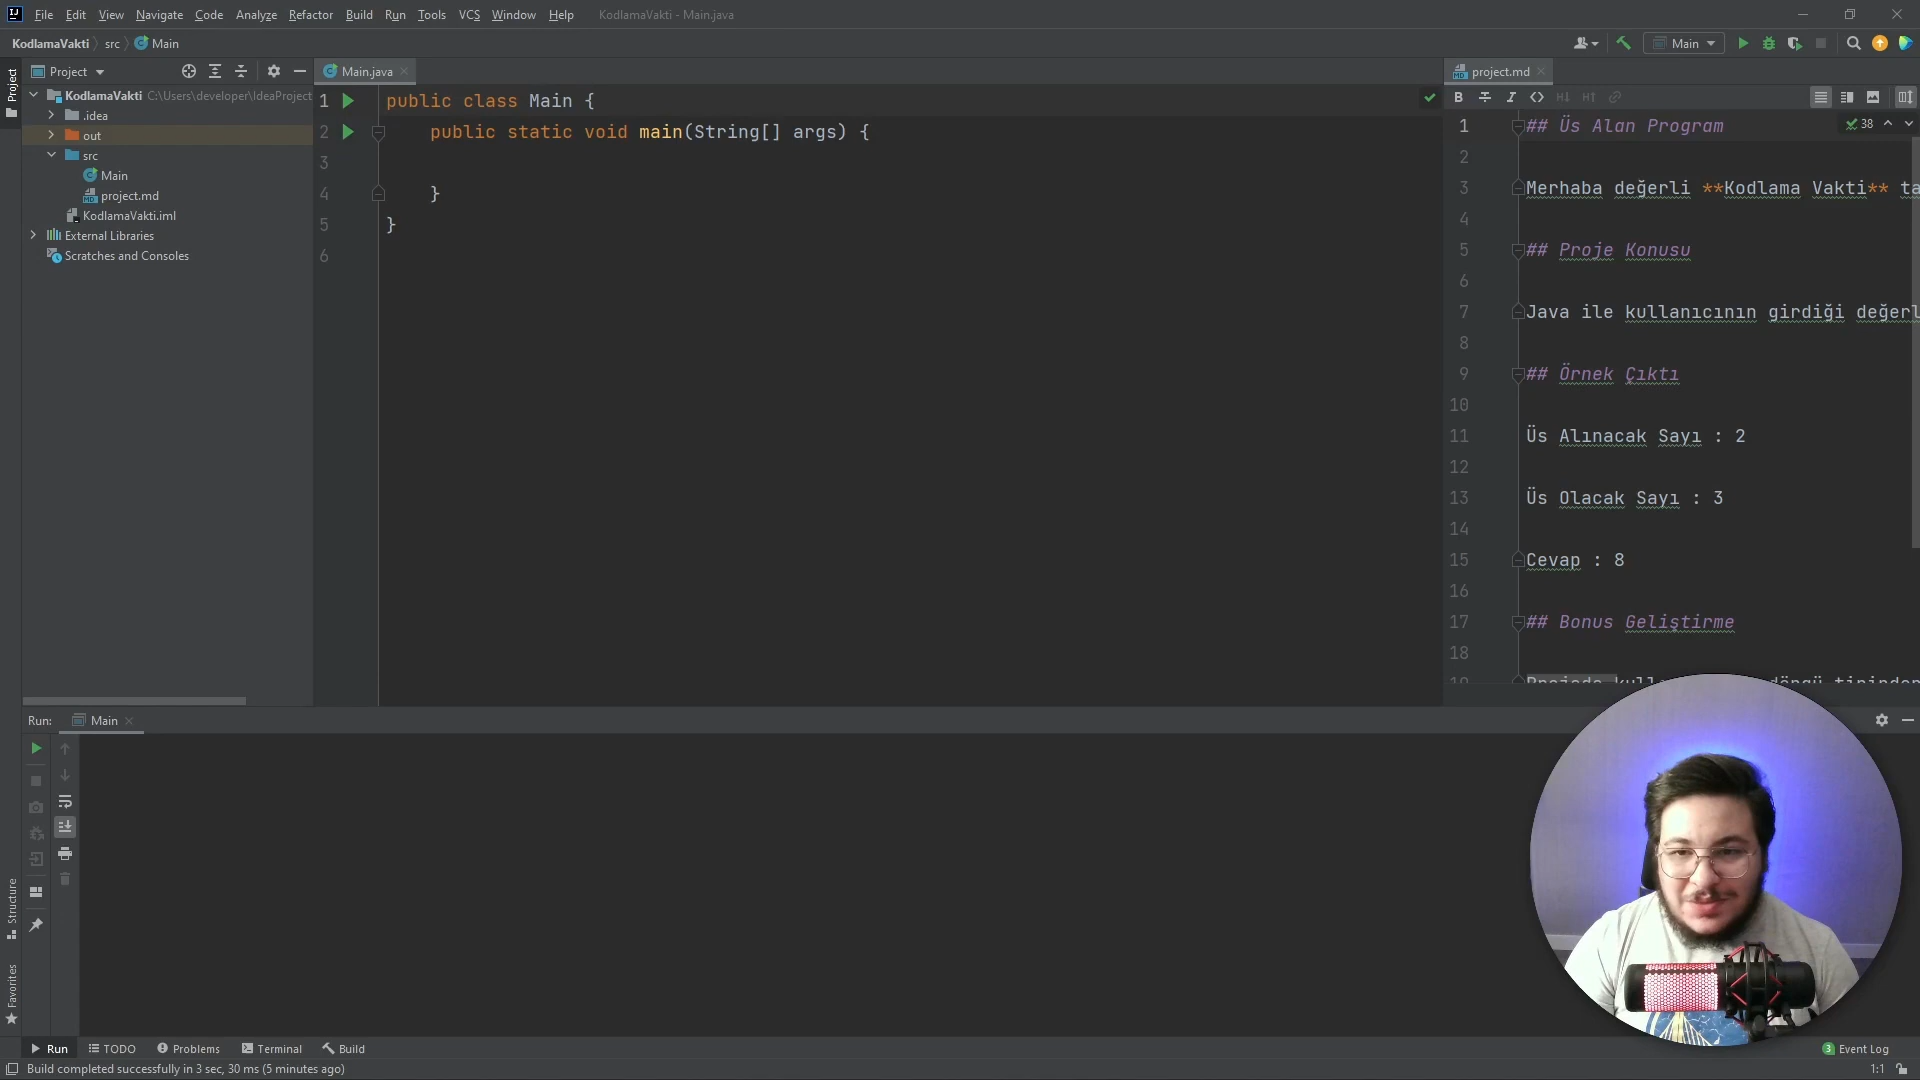 File Edit View Navigate Code Analyze Refactor Build Run Tools VCS Window Help KodlamaVakti - Main.java
KodlamaVakti src Main
Main
Project
Project
Main.java
project.md
KodlamaVakti C:\Users\developer\IdeaProject
.idea
out
src
Main
project.md
KodlamaVakti.iml
External Libraries
Scratches and Consoles
1 public class Main {
2 public static void main(String[] args) {
3
4 }
5 }
6
38
1 ## Üs Alan Program
2
3 Merhaba değerli **Kodlama Vakti** ta
4
5 ## Proje Konusu
6
7 Java ile kullanıcının girdiği değerl
8
9 ## Örnek Çıktı
10
11 Üs Alınacak Sayı : 2
12
13 Üs Olacak Sayı : 3
14
15 Cevap : 8
16
17 ## Bonus Geliştirme
18
Run: Main
Structure
Favorites
Run TODO Problems Terminal Build
3 Event Log
Build completed successfully in 3 sec, 30 ms (5 minutes ago)
1:1